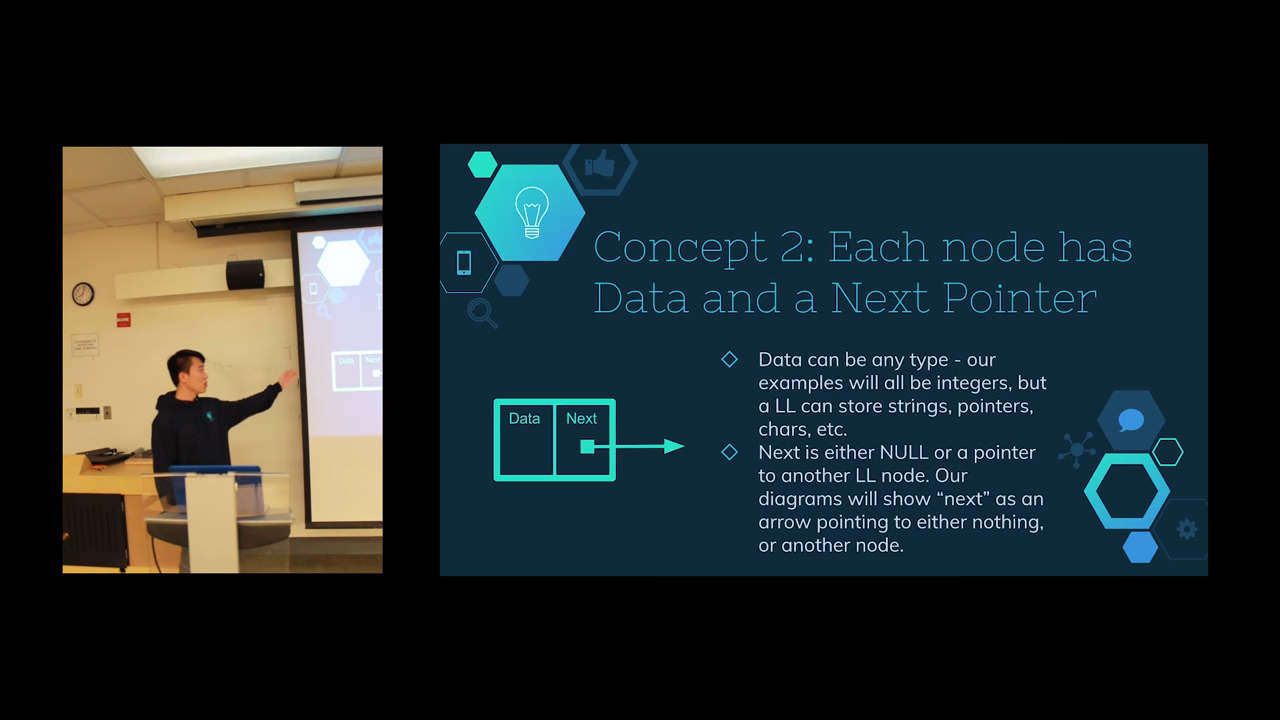 Concept 2: Each node has
Data and a Next Pointer
Data can be any type - our
examples will all be integers, but
a LL can store strings, pointers,
chars, etc.
Next is either NULL or a pointer
to another LL node. Our
diagrams will show “next” as an
arrow pointing to either nothing,
or another node.
Data Next
Data